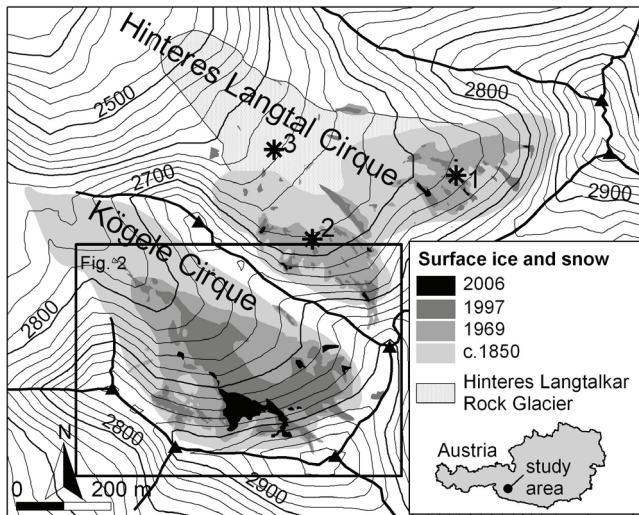 Hinteres Langtal Cirque
2500
2800
2900
2700
3
1
2
Kögele Cirque
Fig. 2
2800
2800
2900
N
0 200 m
Surface ice and snow
2006
1997
1969
c.1850
Hinteres Langtalkar
Rock Glacier
Austria
study
area